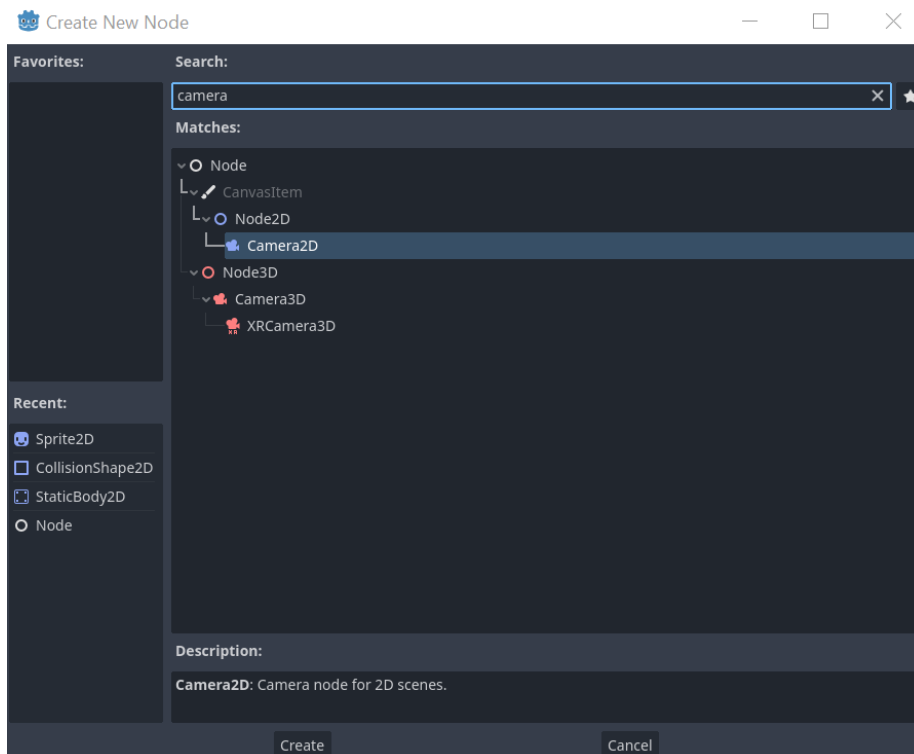 Create New Node
Favorites:
Search:
camera
Matches:
Node
CanvasItem
Node2D
Camera2D
Node3D
Camera3D
XRCamera3D
Recent:
Sprite2D
CollisionShape2D
StaticBody2D
Node
Description:
Camera2D: Camera node for 2D scenes.
Create Cancel